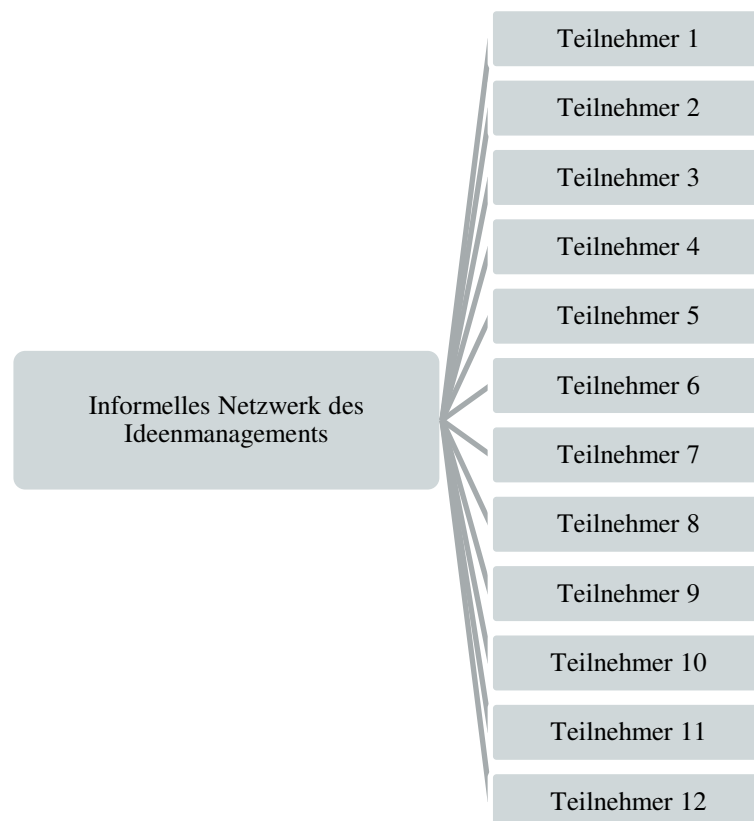 Teilnehmer 1
Teilnehmer 2
Teilnehmer 3
Teilnehmer 4
Teilnehmer 5
Informelles Netzwerk des
Ideenmanagements
Teilnehmer 6
Teilnehmer 7
Teilnehmer 8
Teilnehmer 9
Teilnehmer 10
Teilnehmer 11
Teilnehmer 12